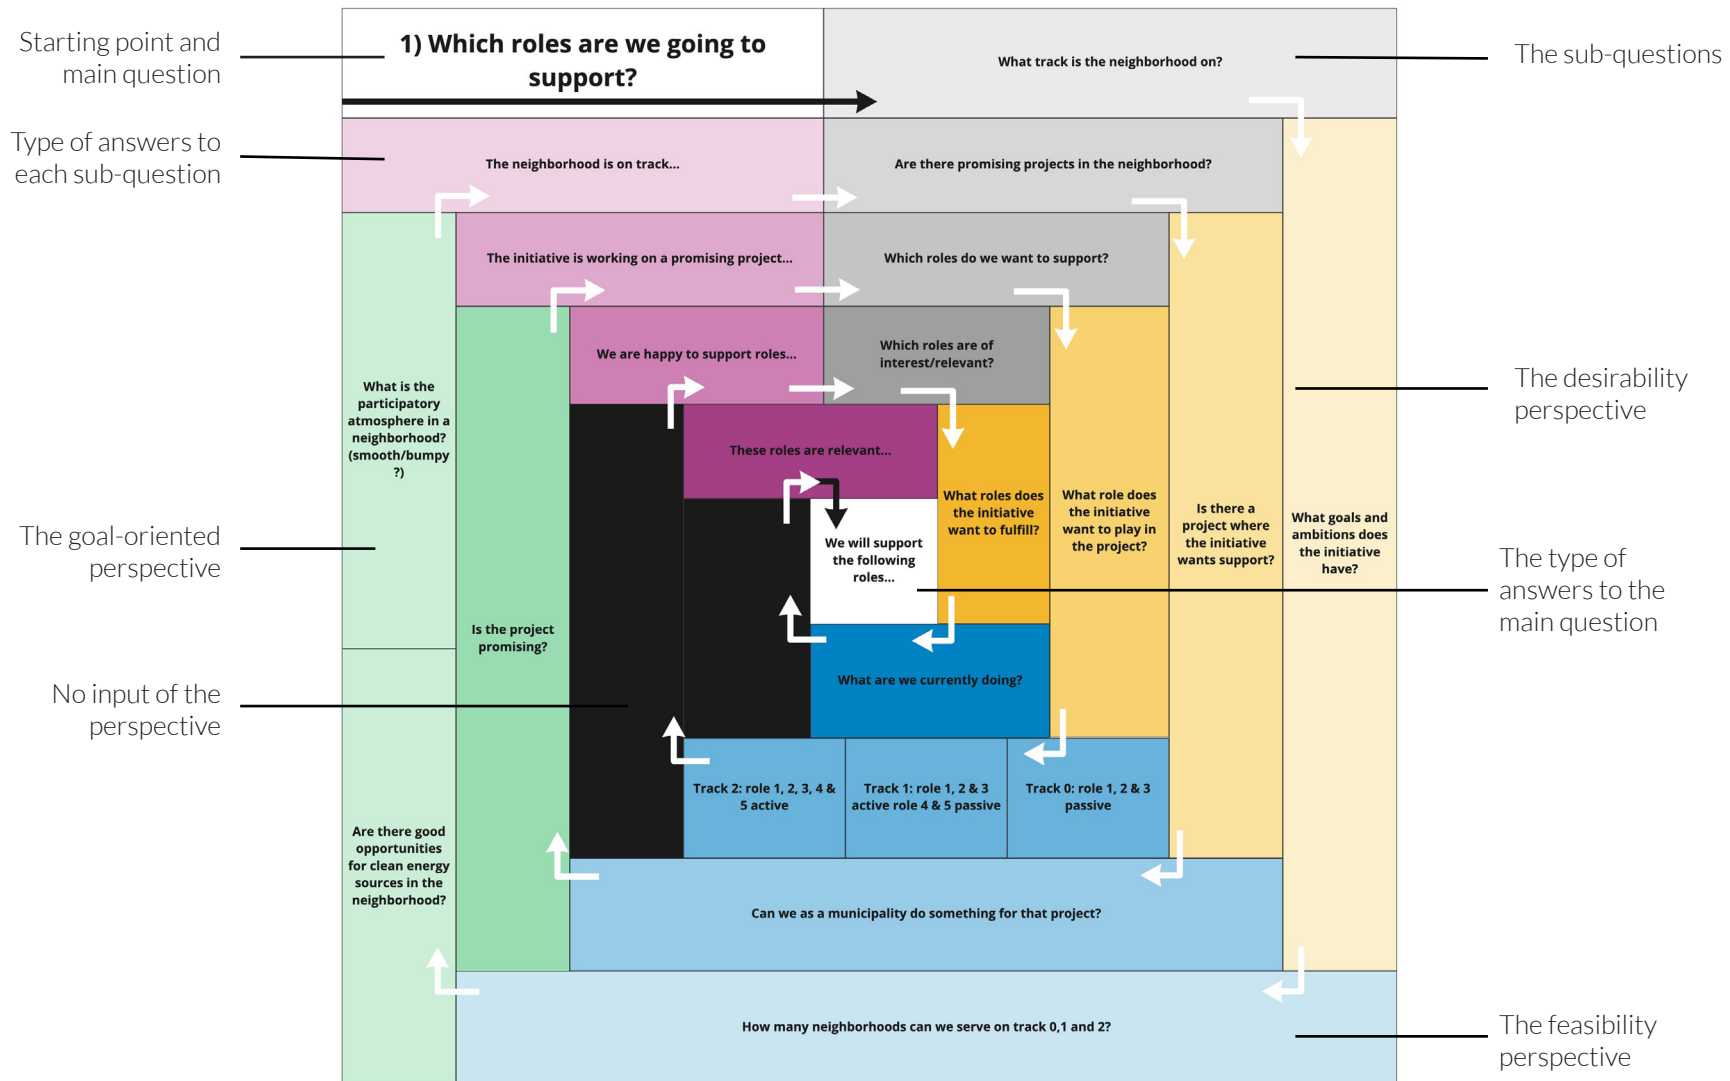 Starting point and
main question
1) Which roles are we going to
support?
What track is the neighborhood on?
The sub-questions
Type of answers to
each sub-question
The neighborhood is on track...
Are there promising projects in the neighborhood?
The initiative is working on a promising project...
Which roles do we want to support?
We are happy to support roles...
Which roles are of
interest/relevant?
What is the
participatory
atmosphere in a
neighborhood?
(smooth/bumpy
?)
The desirability
perspective
These roles are relevant...
What roles does
the initiative
want to fulfill?
What role does
the initiative
want to play in
the project?
Is there a
project where
the initiative
wants support?
What goals and
ambitions does
the initiative
have?
The goal-oriented
perspective
We will support
the following
roles...
The type of
answers to the
main question
Is the project
promising?
What are we currently doing?
No input of the
perspective
Track 2: role 1, 2, 3, 4 &
5 active
Track 1: role 1, 2 & 3
active role 4 & 5 passive
Track 0: role 1, 2 & 3
passive
Are there good
opportunities
for clean energy
sources in the
neighborhood?
Can we as a municipality do something for that project?
How many neighborhoods can we serve on track 0,1 and 2?
The feasibility
perspective